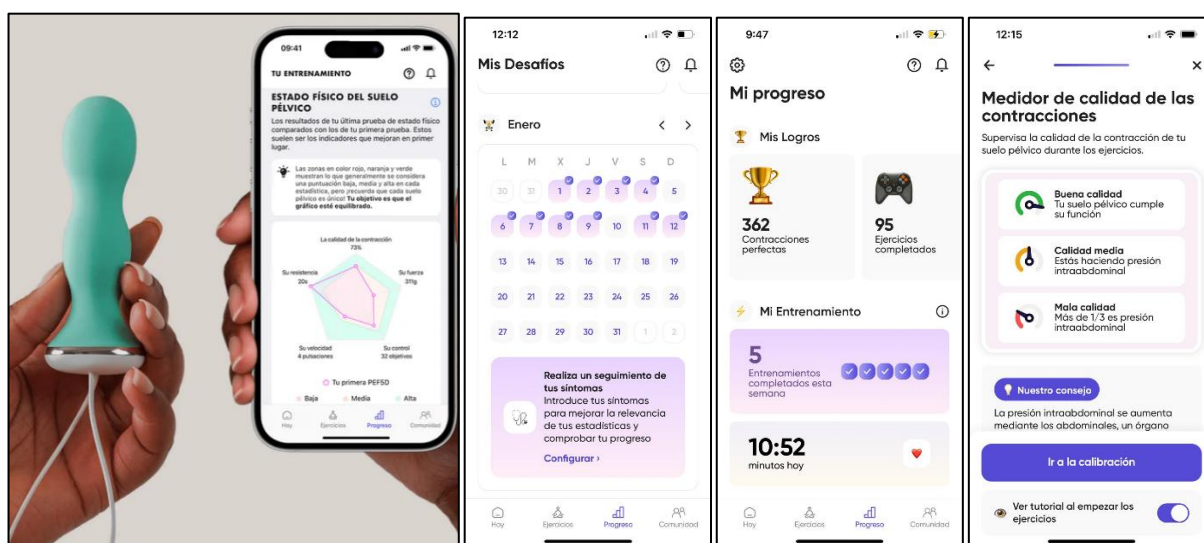 09:41
TU ENTRENAMIENTO
ESTADO FÍSICO DEL SUELO
PÉLVICO
Los resultados de tu última prueba de estado físico
comparados con los de tu primera prueba. Estos
suelen ser los indicadores que mejoran en primer
lugar.
Las zonas en color rojo, naranja y verde
muestran lo que generalmente se considera
una puntuación baja, media y alta en cada
estadística, pero ¡recuerda que cada suelo
pélvico es único! Tu objetivo es que el
gráfico esté equilibrado.
La calidad de la contracción
73%
Su resistencia
20s
Su fuerza
311g
Su velocidad
4 pulsaciones
Su control
32 objetivos
Tu primera PEF5D
Baja Media Alta
Hoy Ejercicios Progreso Comunidad
12:12
Mis Desafíos
Enero
L M X J V S D
30 31 1 2 3 4 5
6 7 8 9 10 11 12
13 14 15 16 17 18 19
20 21 22 23 24 25 26
27 28 29 30 31 1 2
Realiza un seguimiento de
tus síntomas
Introduce tus síntomas
para mejorar la relevancia
de tus estadísticas y
comprobar tu progreso
Configurar ›
Hoy Ejercicios Progreso Comunidad
9:47
Mi progreso
Mis Logros
362
Contracciones
perfectas
95
Ejercicios
completados
Mi Entrenamiento
5
Entrenamientos
completados esta
semana
10:52
minutos hoy
Hoy Ejercicios Progreso Comunidad
12:15
Medidor de calidad de las
contracciones
Supervisa la calidad de la contracción de tu
suelo pélvico durante los ejercicios.
Buena calidad
Tu suelo pélvico cumple
su función
Calidad media
Estás haciendo presión
intraabdominal
Mala calidad
Más de 1/3 es presión
intraabdominal
Nuestro consejo
La presión intraabdominal se aumenta
mediante los abdominales, un órgano
Ir a la calibración
Ver tutorial al empezar los
ejercicios